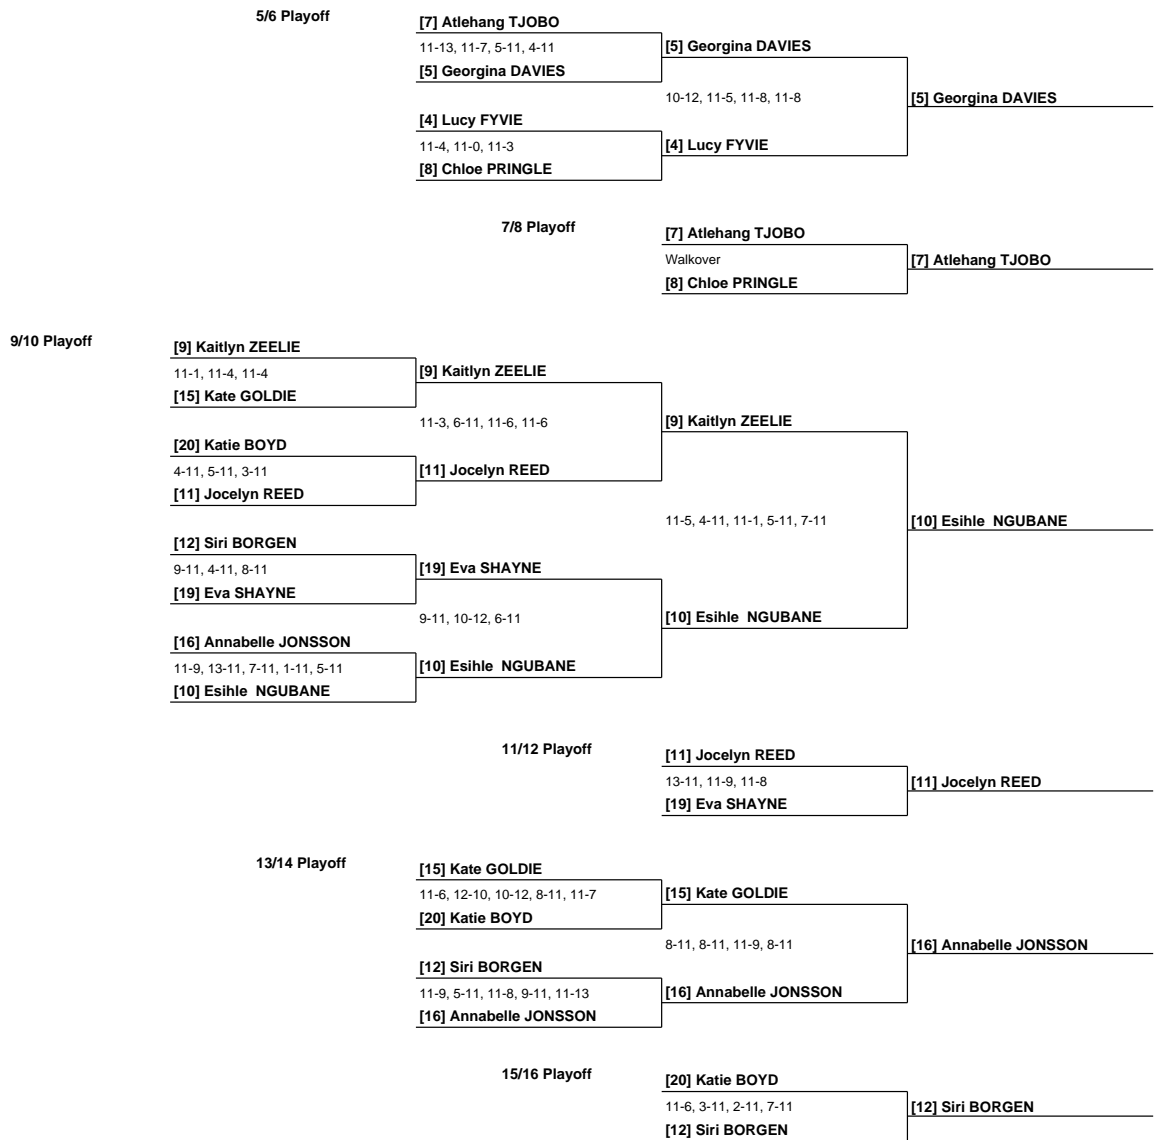 5/6 Playoff
[7] Atlehang TJOBO
11-13, 11-7, 5-11, 4-11
[5] Georgina DAVIES
[5] Georgina DAVIES
10-12, 11-5, 11-8, 11-8
[5] Georgina DAVIES
[4] Lucy FYVIE
11-4, 11-0, 11-3
[4] Lucy FYVIE
[8] Chloe PRINGLE
7/8 Playoff
[7] Atlehang TJOBO
Walkover
[7] Atlehang TJOBO
[8] Chloe PRINGLE
9/10 Playoff
[9] Kaitlyn ZEELIE
11-1, 11-4, 11-4
[9] Kaitlyn ZEELIE
[15] Kate GOLDIE
11-3, 6-11, 11-6, 11-6
[9] Kaitlyn ZEELIE
[20] Katie BOYD
4-11, 5-11, 3-11
[11] Jocelyn REED
[11] Jocelyn REED
11-5, 4-11, 11-1, 5-11, 7-11
[10] Esihle  NGUBANE
[12] Siri BORGEN
9-11, 4-11, 8-11
[19] Eva SHAYNE
[19] Eva SHAYNE
9-11, 10-12, 6-11
[10] Esihle  NGUBANE
[16] Annabelle JONSSON
11-9, 13-11, 7-11, 1-11, 5-11
[10] Esihle  NGUBANE
[10] Esihle  NGUBANE
11/12 Playoff
[11] Jocelyn REED
13-11, 11-9, 11-8
[11] Jocelyn REED
[19] Eva SHAYNE
13/14 Playoff
[15] Kate GOLDIE
11-6, 12-10, 10-12, 8-11, 11-7
[15] Kate GOLDIE
[20] Katie BOYD
8-11, 8-11, 11-9, 8-11
[16] Annabelle JONSSON
[12] Siri BORGEN
11-9, 5-11, 11-8, 9-11, 11-13
[16] Annabelle JONSSON
[16] Annabelle JONSSON
15/16 Playoff
[20] Katie BOYD
11-6, 3-11, 2-11, 7-11
[12] Siri BORGEN
[12] Siri BORGEN